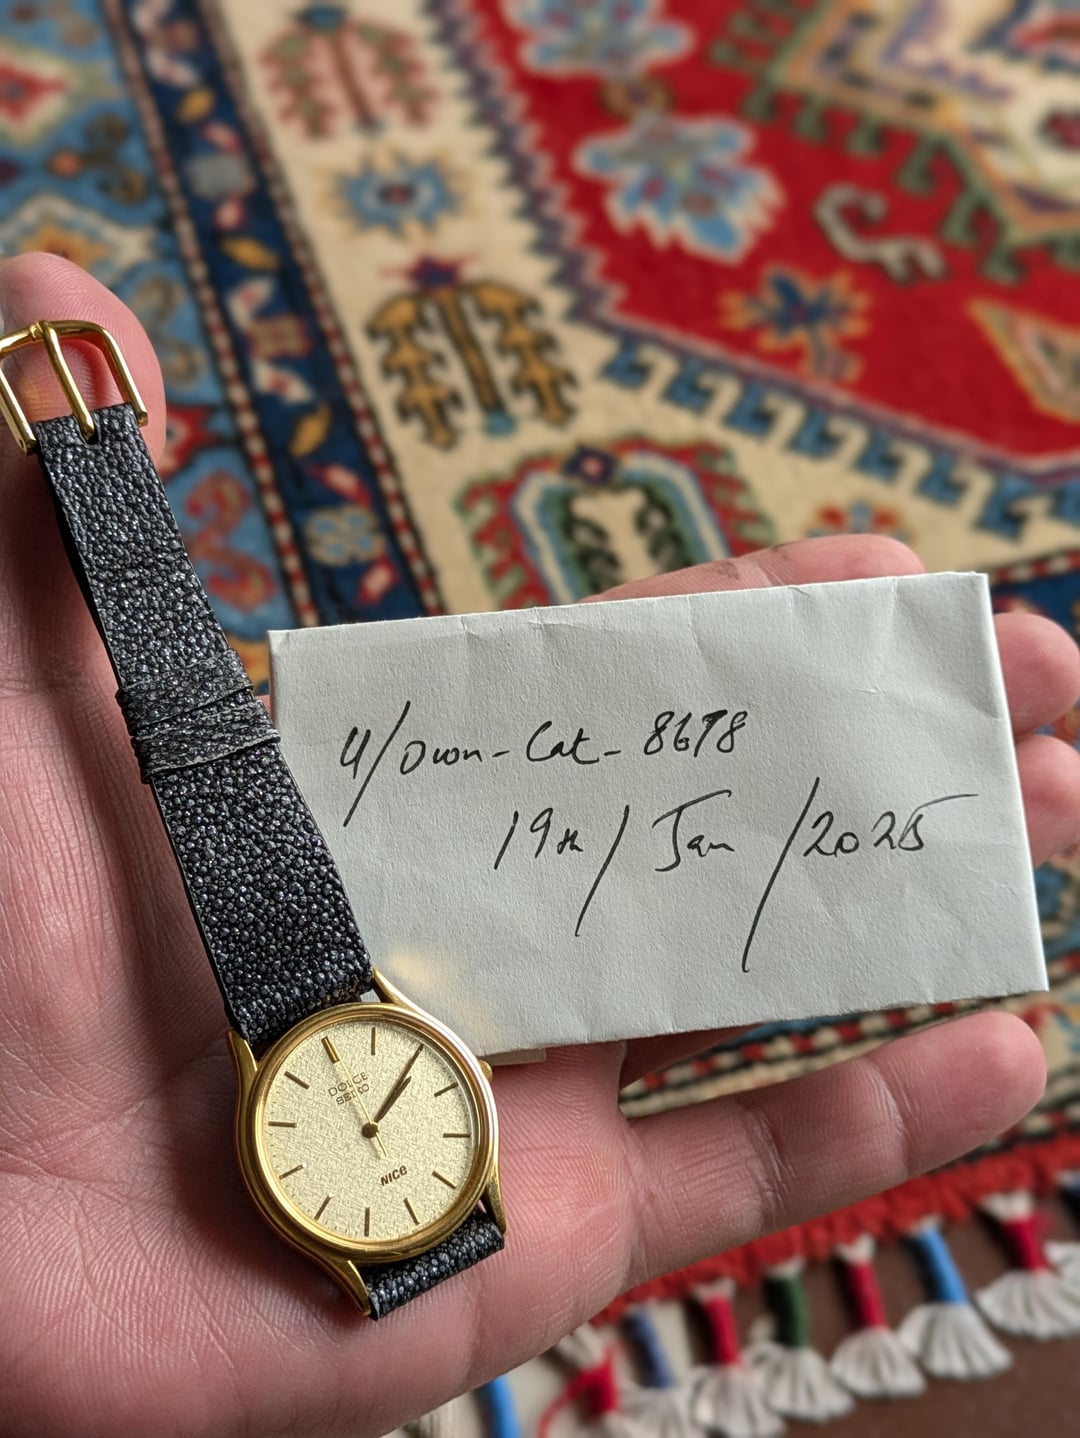 u/Own-Cat-8678
19th/Jan/2025
DOLCE
SEIKO
NICE